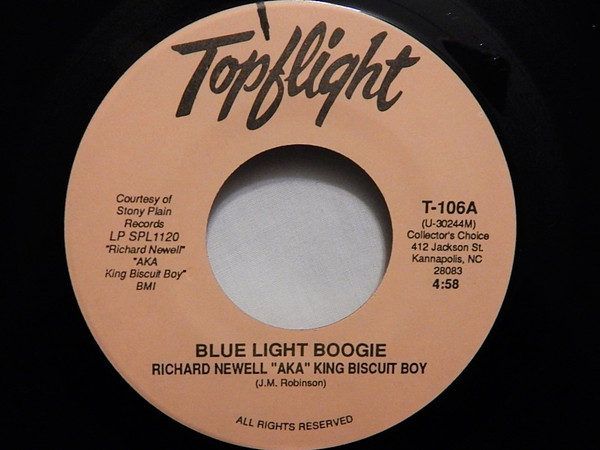 Topflight
Courtesy of
Stony Plain
Records
LP SPL1120
"Richard Newell"
"AKA
King Biscuit Boy"
BMI
T-106A
(U-30244M)
Collector's Choice
412 Jackson St.
Kannapolis, NC
28083
4:58
BLUE LIGHT BOOGIE
RICHARD NEWELL "AKA" KING BISCUIT BOY
(J.M. Robinson)
ALL RIGHTS RESERVED